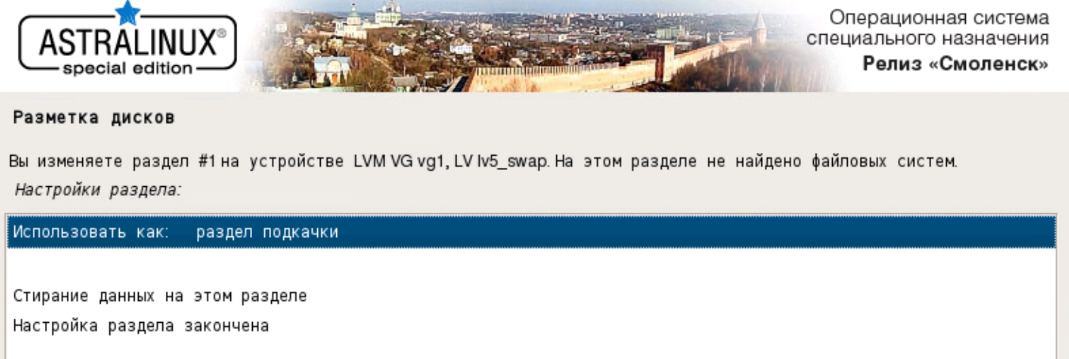 ASTRALINUX®
special edition
Операционная система
специального назначения
Релиз «Смоленск»
Разметка дисков
Вы изменяете раздел #1 на устройстве LVM VG vg1, LV lv5_swap. На этом разделе не найдено файловых систем.
Настройки раздела:
Использовать как: раздел подкачки
Стирание данных на этом разделе
Настройка раздела закончена